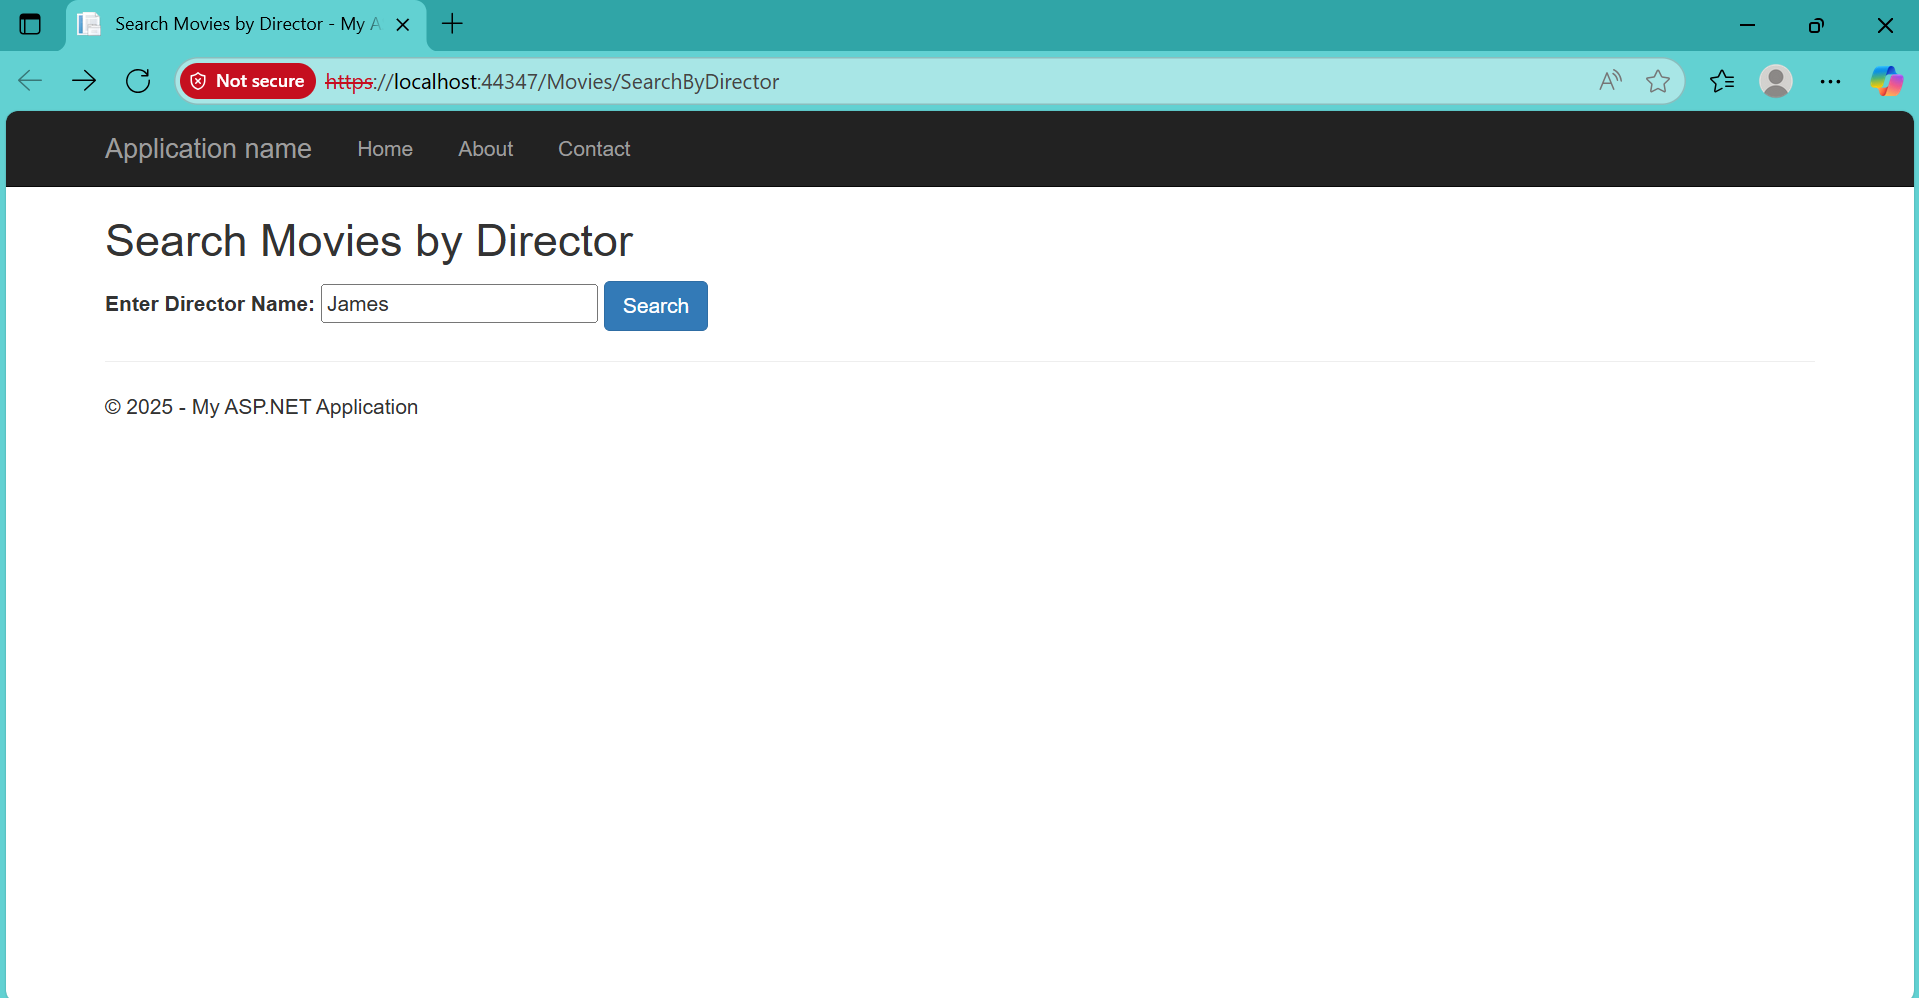 Search Movies by Director - My A
Not secure https://localhost:44347/Movies/SearchByDirector
Application name Home About Contact
Search Movies by Director
Enter Director Name: James Search
© 2025 - My ASP.NET Application